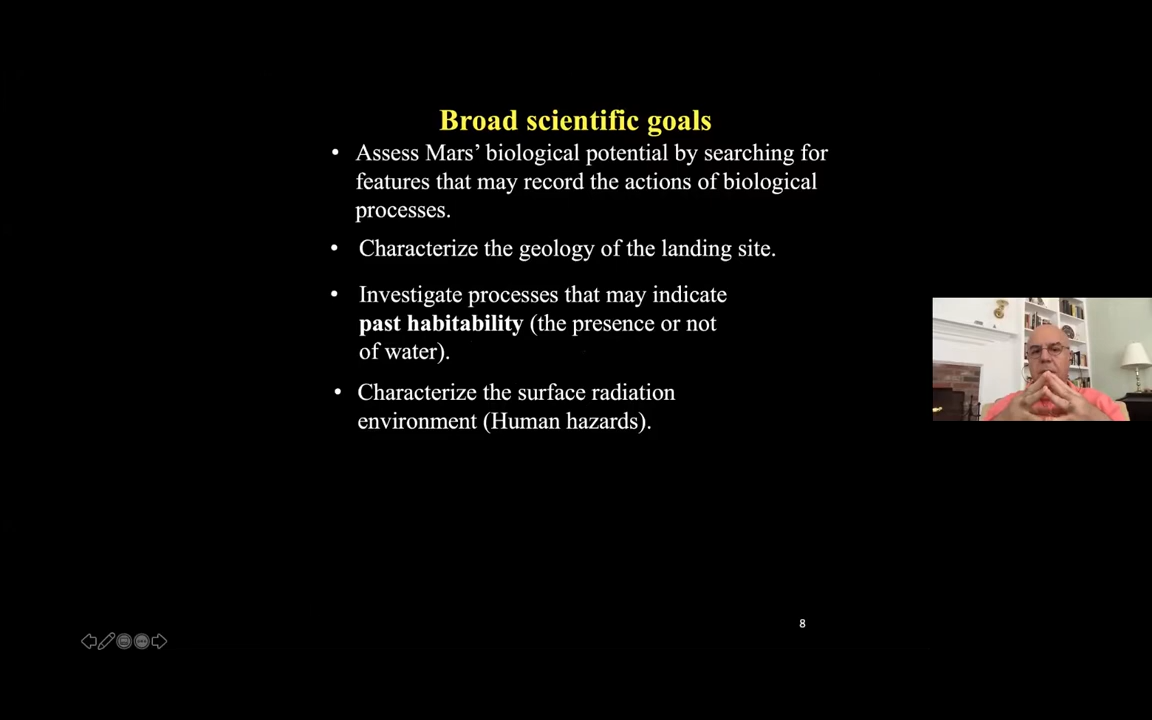 Broad scientific goals
• Assess Mars’ biological potential by searching for
features that may record the actions of biological
processes.
• Characterize the geology of the landing site.
• Investigate processes that may indicate
past habitability (the presence or not
of water).
• Characterize the surface radiation
environment (Human hazards).
8